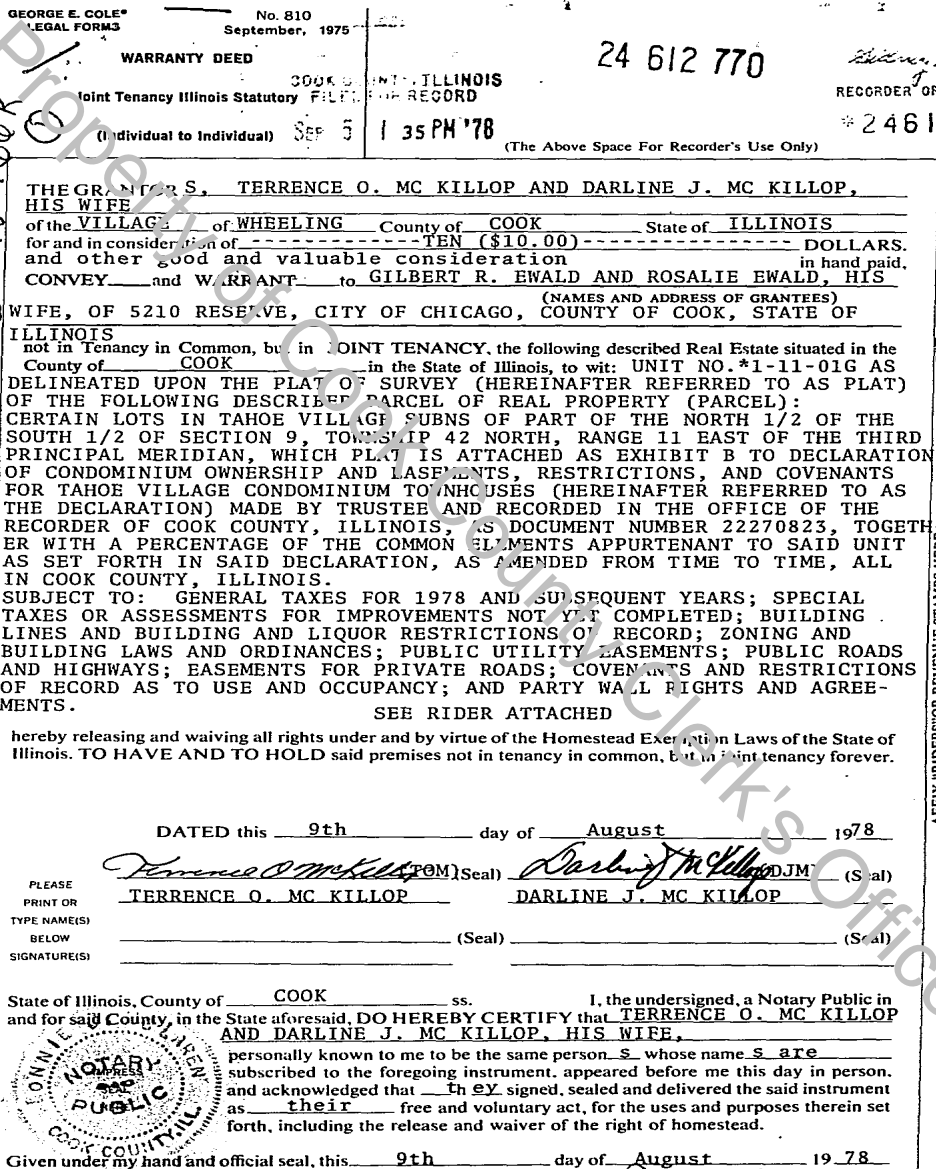 GEORGE E. COLE®
LEGAL FORMS
No. 810
September, 1975
WARRANTY DEED
Joint Tenancy Illinois Statutory
(Individual to Individual)
COOK COUNTY, ILLINOIS
FILED FOR RECORD
SEP 5 1 35 PM '78
24 612 770
RECORDER OF
*2461
(The Above Space For Recorder's Use Only)
THE GRANTOR S, TERRENCE O. MC KILLOP AND DARLINE J. MC KILLOP,
HIS WIFE
of the VILLAGE of WHEELING County of COOK State of ILLINOIS
for and in consideration of --------------TEN ($10.00)---------------- DOLLARS.
and other good and valuable consideration in hand paid,
CONVEY and WARRANT to GILBERT R. EWALD AND ROSALIE EWALD, HIS
(NAMES AND ADDRESS OF GRANTEES)
WIFE, OF 5210 RESERVE, CITY OF CHICAGO, COUNTY OF COOK, STATE OF
ILLINOIS
not in Tenancy in Common, but in JOINT TENANCY, the following described Real Estate situated in the
County of COOK in the State of Illinois, to wit: UNIT NO.*1-11-01G AS
DELINEATED UPON THE PLAT OF SURVEY (HEREINAFTER REFERRED TO AS PLAT)
OF THE FOLLOWING DESCRIBED PARCEL OF REAL PROPERTY (PARCEL):
CERTAIN LOTS IN TAHOE VILLAGE SUBNS OF PART OF THE NORTH 1/2 OF THE
SOUTH 1/2 OF SECTION 9, TOWNSHIP 42 NORTH, RANGE 11 EAST OF THE THIRD
PRINCIPAL MERIDIAN, WHICH PLAT IS ATTACHED AS EXHIBIT B TO DECLARATION
OF CONDOMINIUM OWNERSHIP AND EASEMENTS, RESTRICTIONS, AND COVENANTS
FOR TAHOE VILLAGE CONDOMINIUM TOWNHOUSES (HEREINAFTER REFERRED TO AS
THE DECLARATION) MADE BY TRUSTEE AND RECORDED IN THE OFFICE OF THE
RECORDER OF COOK COUNTY, ILLINOIS, AS DOCUMENT NUMBER 22270823, TOGETH
ER WITH A PERCENTAGE OF THE COMMON ELEMENTS APPURTENANT TO SAID UNIT
AS SET FORTH IN SAID DECLARATION, AS AMENDED FROM TIME TO TIME, ALL
IN COOK COUNTY, ILLINOIS.
SUBJECT TO: GENERAL TAXES FOR 1978 AND SUBSEQUENT YEARS; SPECIAL
TAXES OR ASSESSMENTS FOR IMPROVEMENTS NOT YET COMPLETED; BUILDING
LINES AND BUILDING AND LIQUOR RESTRICTIONS OF RECORD; ZONING AND
BUILDING LAWS AND ORDINANCES; PUBLIC UTILITY EASEMENTS; PUBLIC ROADS
AND HIGHWAYS; EASEMENTS FOR PRIVATE ROADS; COVENANTS AND RESTRICTIONS
OF RECORD AS TO USE AND OCCUPANCY; AND PARTY WALL RIGHTS AND AGREE-
MENTS.
SEE RIDER ATTACHED
hereby releasing and waiving all rights under and by virtue of the Homestead Exemption Laws of the State of
Illinois. TO HAVE AND TO HOLD said premises not in tenancy in common, but in joint tenancy forever.
DATED this 9th day of August 1978
Terrence O McKillop (TOM) (Seal) Darline J McKillop DJM (Seal)
PLEASE
PRINT OR
TYPE NAME(S)
BELOW
SIGNATURE(S)
TERRENCE O. MC KILLOP DARLINE J. MC KILLOP
(Seal) (Seal)
State of Illinois, County of COOK ss. I, the undersigned, a Notary Public in
and for said County, in the State aforesaid, DO HEREBY CERTIFY that TERRENCE O. MC KILLOP
AND DARLINE J. MC KILLOP, HIS WIFE,
personally known to me to be the same person s whose name s are
subscribed to the foregoing instrument, appeared before me this day in person,
and acknowledged that they signed, sealed and delivered the said instrument
as their free and voluntary act, for the uses and purposes therein set
forth, including the release and waiver of the right of homestead.
NOTARY
IMPRESS
SEAL
PUBLIC
COOK COUNTY, ILL.
Given under my hand and official seal, this 9th day of August 1978
Property of Cook County Clerk's Office